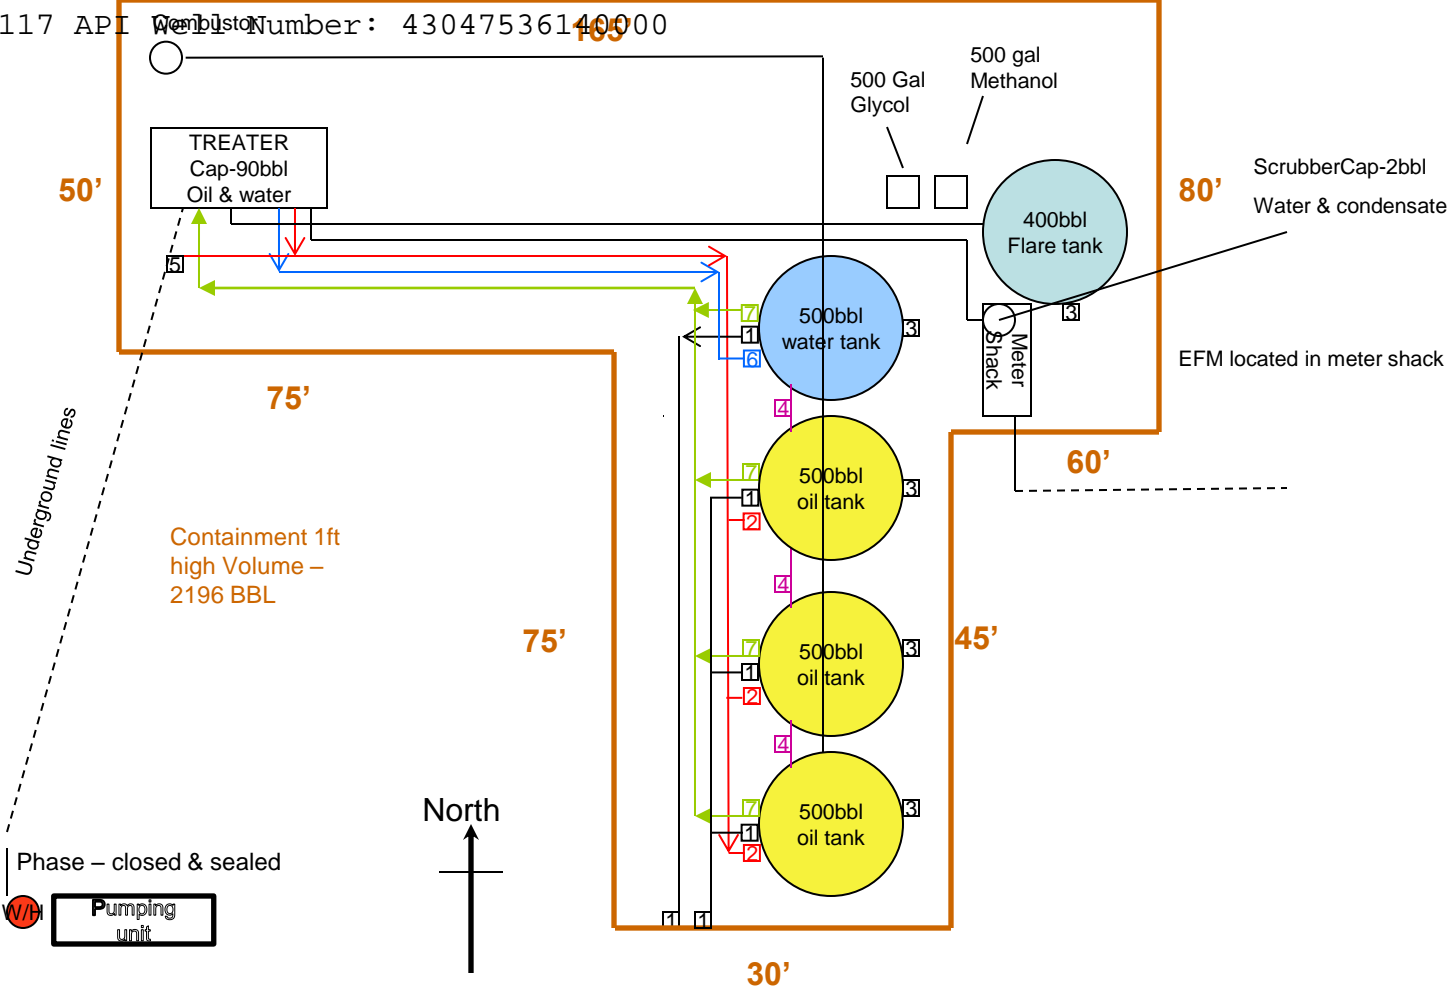 117 API Well Number: 43047536140000
Combustor
165’
500 Gal
Glycol
500 gal
Methanol
TREATER
Cap-90bbl
Oil & water
50’
80’
ScrubberCap-2bbl
Water & condensate
400bbl
Flare tank
5
7
1
6
500bbl
water tank
3
3
Meter
Shack
EFM located in meter shack
75’
4
60’
Underground lines
7
1
2
500bbl
oil tank
3
Containment 1ft
high Volume –
2196 BBL
4
75’
45’
7
1
2
500bbl
oil tank
3
4
North
7
1
2
500bbl
oil tank
3
Phase – closed & sealed
W/H
Pumping
unit
1
1
30’